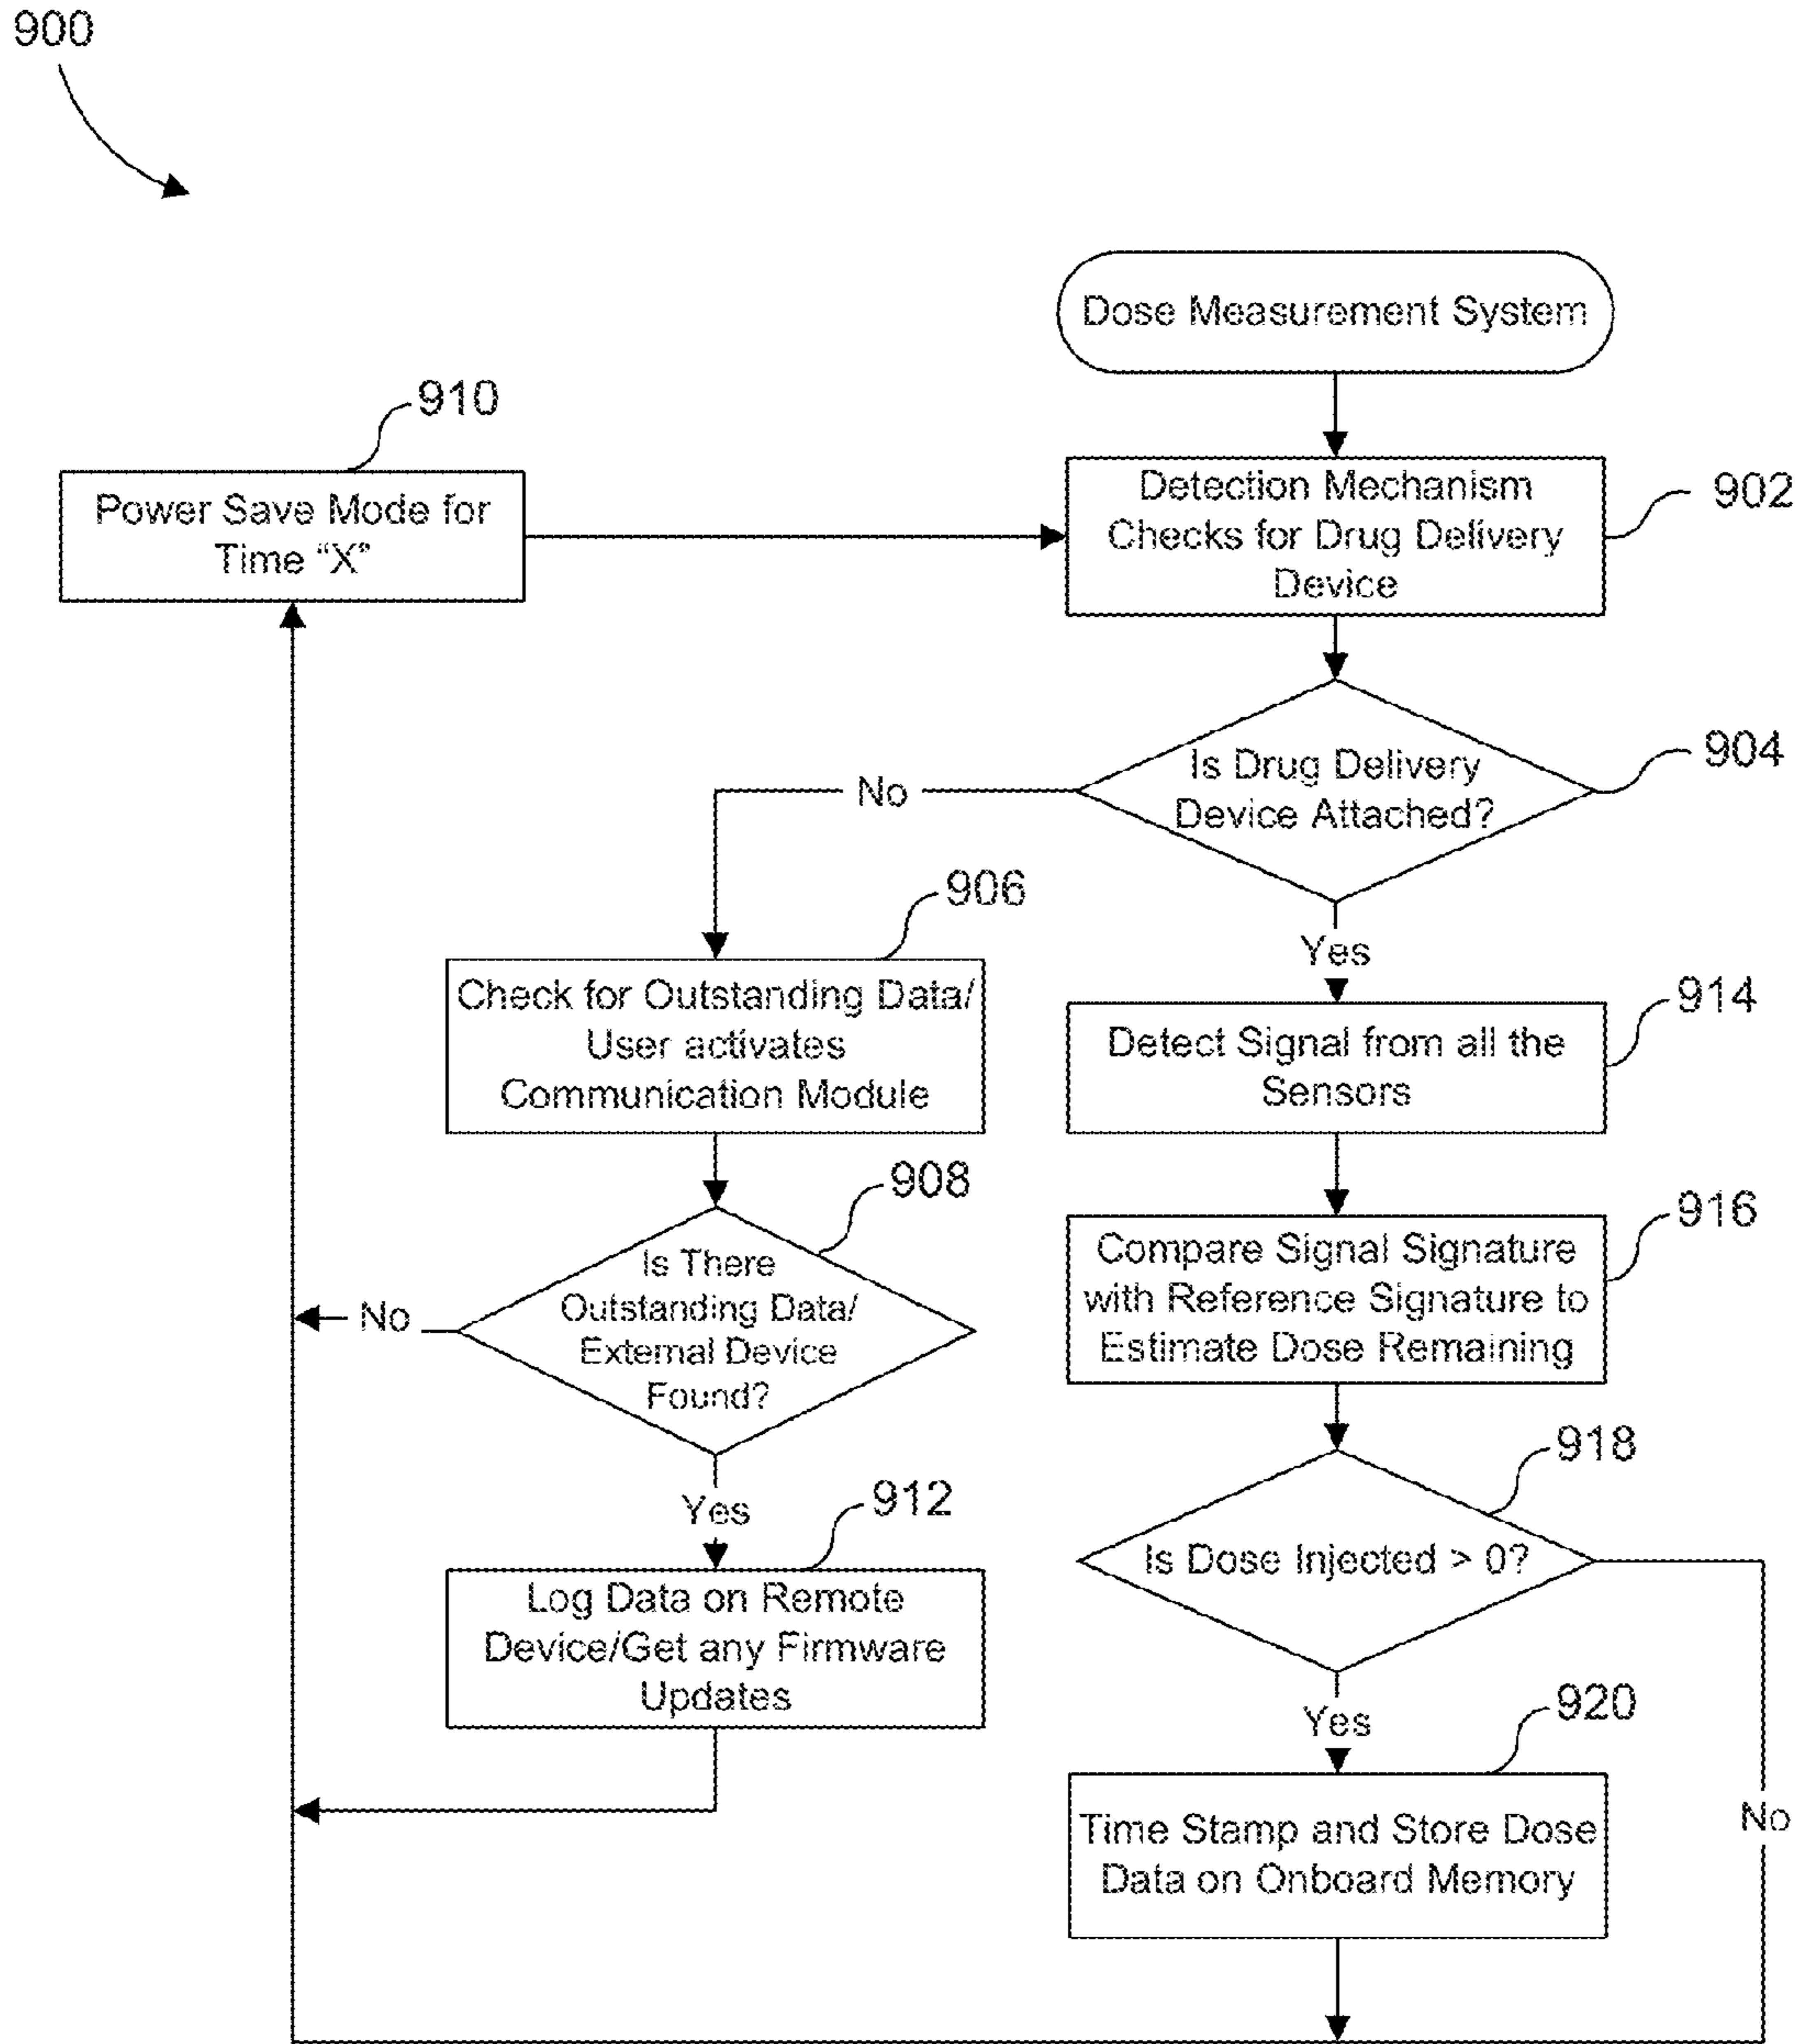 900
Dose Measurement System
910
Power Save Mode for
Time “X”
Detection Mechanism
Checks for Drug Delivery
Device
902
Is Drug Delivery
Device Attached?
904
No
Yes
906
Check for Outstanding Data/
User activates
Communication Module
914
Detect Signal from all the
Sensors
908
Is There
Outstanding Data/
External Device
Found?
No
Yes
916
Compare Signal Signature
with Reference Signature to
Estimate Dose Remaining
918
Is Dose Injected > 0?
912
Log Data on Remote
Device/Get any Firmware
Updates
Yes
No
920
Time Stamp and Store Dose
Data on Onboard Memory